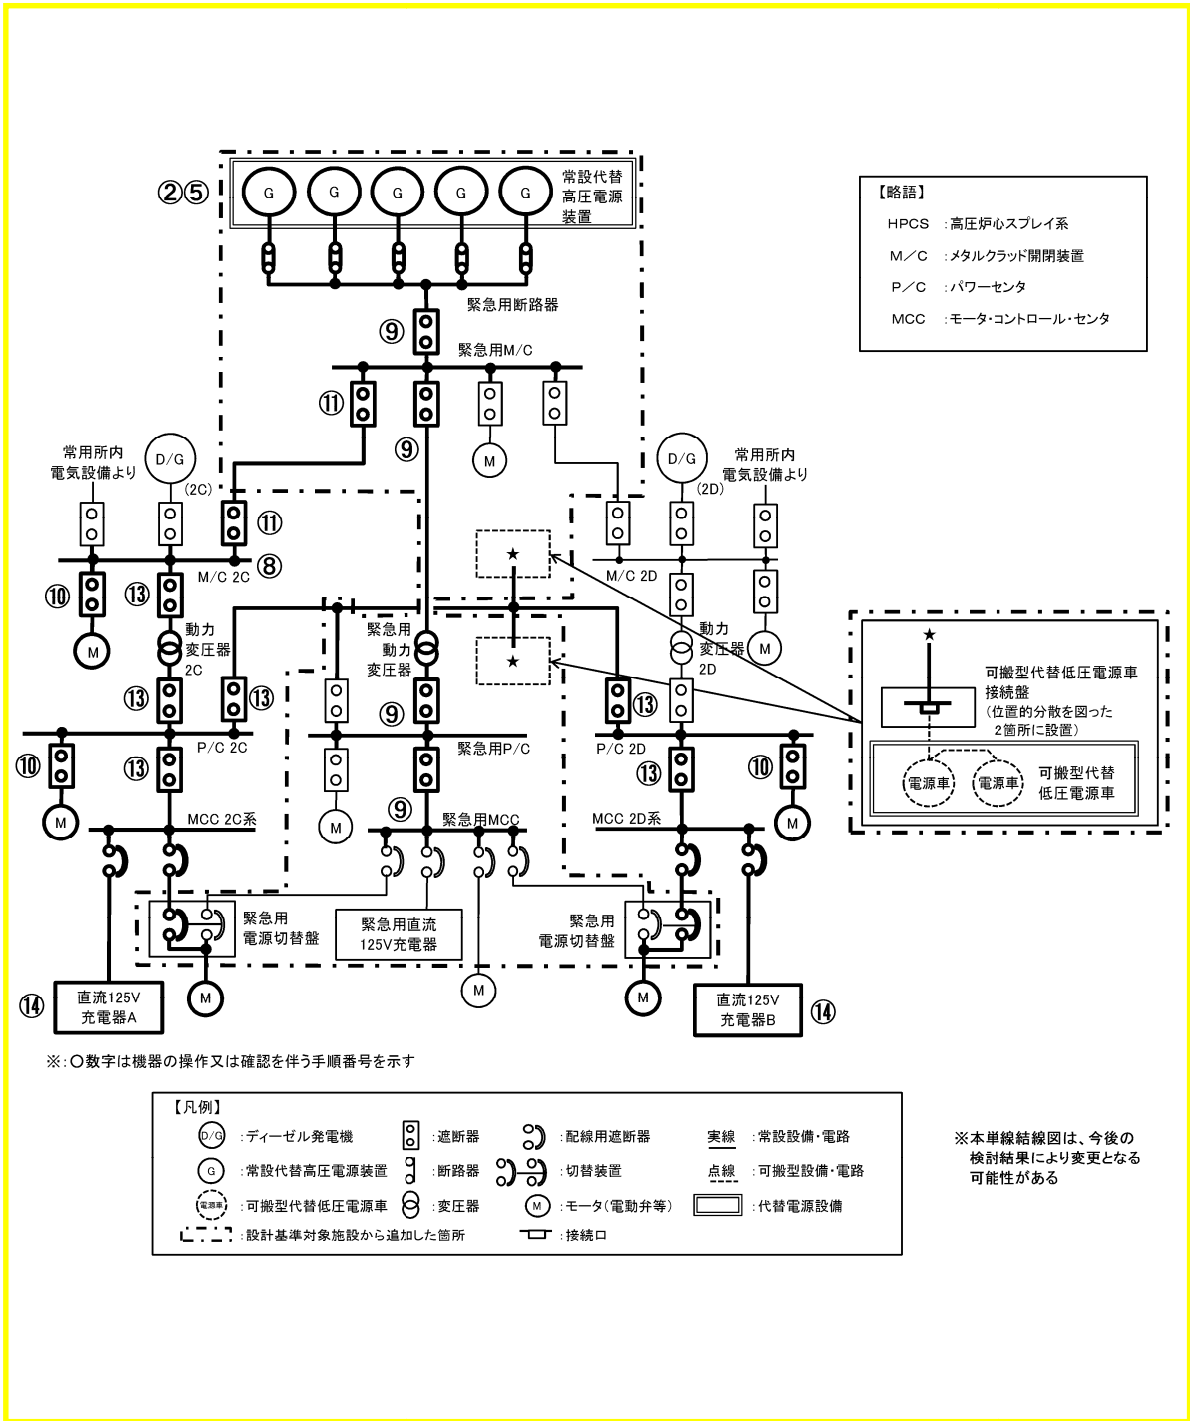 ②⑤
G
G
G
G
G
常設代替
高圧電源
装置
【略語】
HPCS :高圧炉心スプレイ系
M/C :メタルクラッド開閉装置
P/C :パワーセンタ
MCC :モータ・コントロール・センタ
緊急用断路器
⑨
緊急用M/C
⑪
⑨
M
常用所内
電気設備より
D/G
(2C)
⑪
M/C 2C
⑧
D/G
(2D)
常用所内
電気設備より
M/C 2D
★
⑩
⑬
M
動力
変圧器
2C
緊急用
動力
変圧器
★
動力
変圧器
2D
M
⑬
⑬
⑨
⑬
P/C 2C
緊急用P/C
P/C 2D
⑩
⑬
⑨
⑬
⑩
M
M
M
MCC 2C系
緊急用MCC
MCC 2D系
★
可搬型代替低圧電源車
接続盤
(位置的分散を図った
2箇所に設置)
電源車
電源車
可搬型代替
低圧電源車
緊急用
電源切替盤
緊急用直流
125V充電器
緊急用
電源切替盤
M
M
M
⑭
直流125V
充電器A
直流125V
充電器B
⑭
※:○数字は機器の操作又は確認を伴う手順番号を示す
【凡例】
D/G :ディーゼル発電機
:遮断器
:配線用遮断器
実線 :常設設備・電路
G :常設代替高圧電源装置
:断路器
:切替装置
点線 :可搬型設備・電路
電源車 :可搬型代替低圧電源車
:変圧器
M :モータ(電動弁等)
:代替電源設備
:設計基準対象施設から追加した箇所
:接続口
※本単線結線図は、今後の
検討結果により変更となる
可能性がある